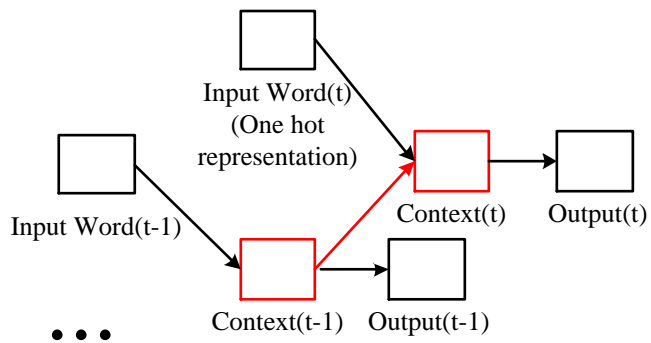 Input Word(t)
(One hot
representation)
Context(t)
Output(t)
Input Word(t-1)
Context(t-1)
Output(t-1)
...